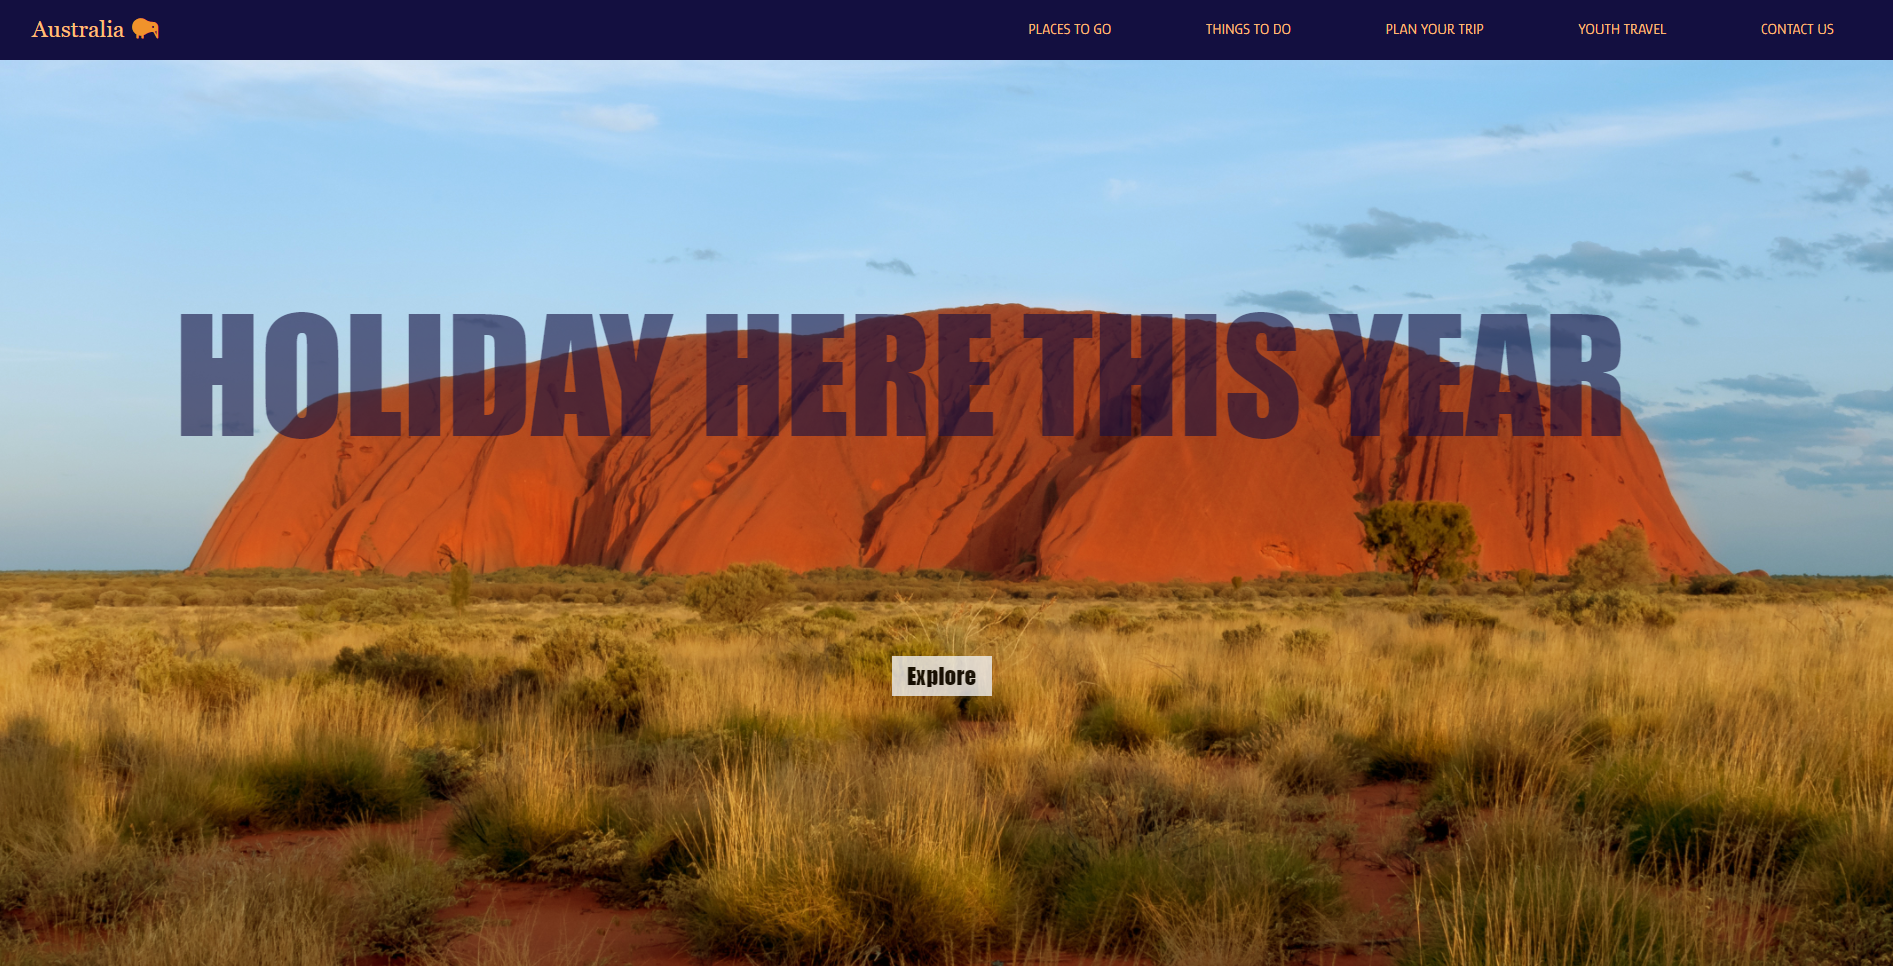 Australia
PLACES TO GO
THINGS TO DO
PLAN YOUR TRIP
YOUTH TRAVEL
CONTACT US
HOLIDAY HERE THIS YEAR
Explore